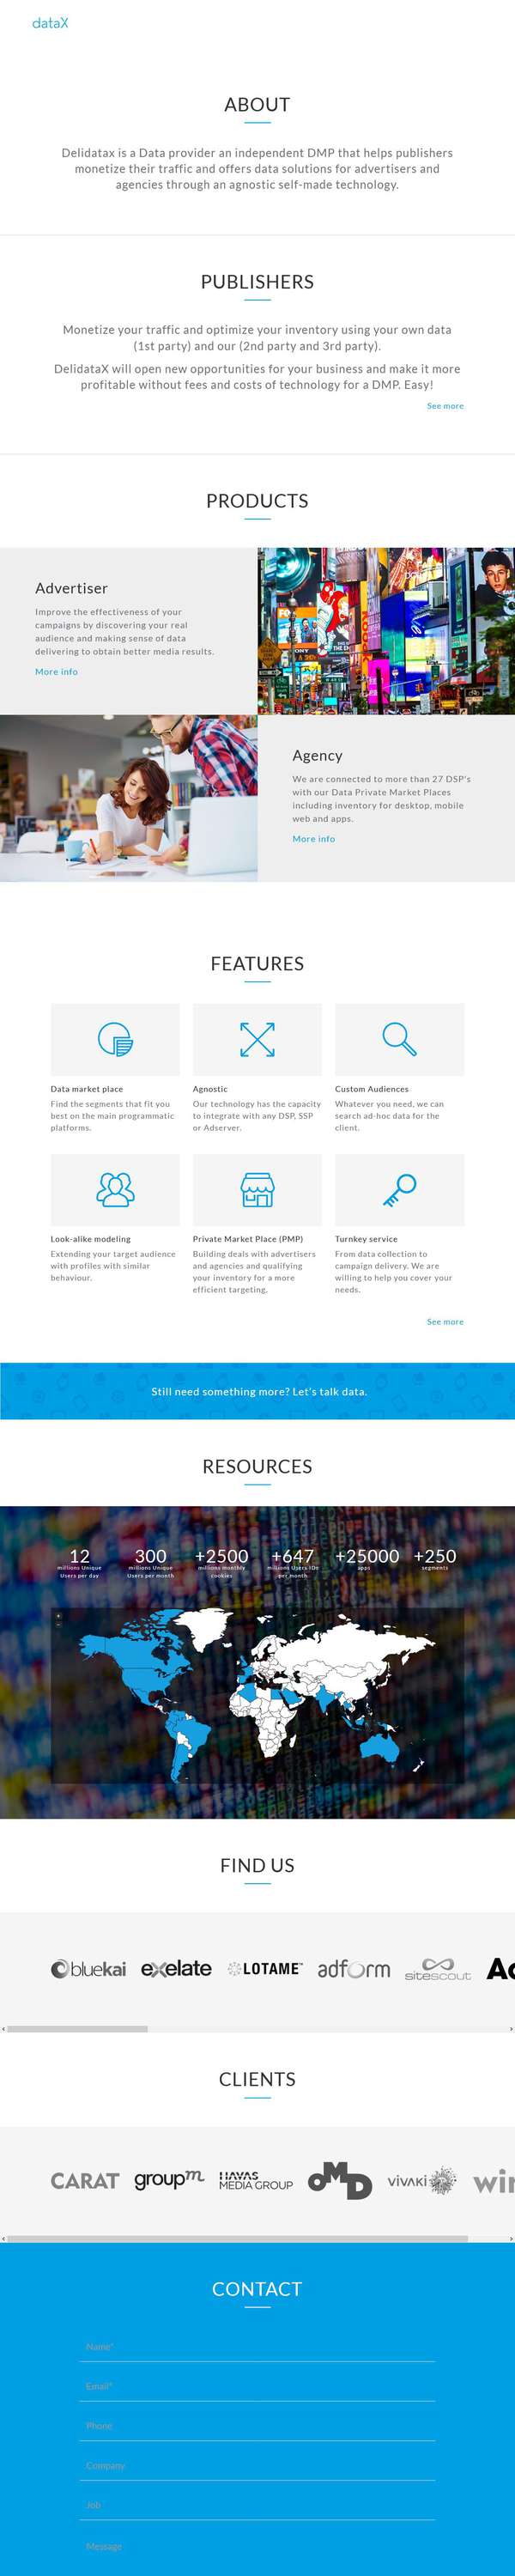 dataX
ABOUT
Delidatax is a Data provider an independent DMP that helps publishers
monetize their traffic and offers data solutions for advertisers and
agencies through an agnostic self-made technology.
PUBLISHERS
Monetize your traffic and optimize your inventory using your own data
(1st party) and our (2nd party and 3rd party).
DelidataX will open new opportunities for your business and make it more
profitable without fees and costs of technology for a DMP. Easy!
See more
PRODUCTS
Advertiser
Improve the effectiveness of your
campaigns by discovering your real
audience and making sense of data
delivering to obtain better media results.
More info
Agency
We are connected to more than 27 DSP's
with our Data Private Market Places
including inventory for desktop, mobile
web and apps.
More info
FEATURES
Data market place
Find the segments that fit you
best on the main programmatic
platforms.
Agnostic
Our technology has the capacity
to integrate with any DSP, SSP
or Adserver.
Custom Audiences
Whatever you need, we can
search ad-hoc data for the
client.
Look-alike modeling
Extending your target audience
with profiles with similar
behaviour.
Private Market Place (PMP)
Building deals with advertisers
and agencies and qualifying
your inventory for a more
efficient targeting.
Turnkey service
From data collection to
campaign delivery. We are
willing to help you cover your
needs.
See more
Still need something more? Let's talk data.
RESOURCES
12
millions Unique
Users per day
300
millions Unique
Users per month
+2500
millions monthly
cookies
+647
millions Users IDs
per month
+25000
apps
+250
segments
+
-
FIND US
bluekai
eXelate
LOTAME™
adform
sitescout
CLIENTS
CARAT
groupm
HAVAS
MEDIA GROUP
OMD
VIVAKI
CONTACT
Name*
Email*
Phone
Company
Job
Message